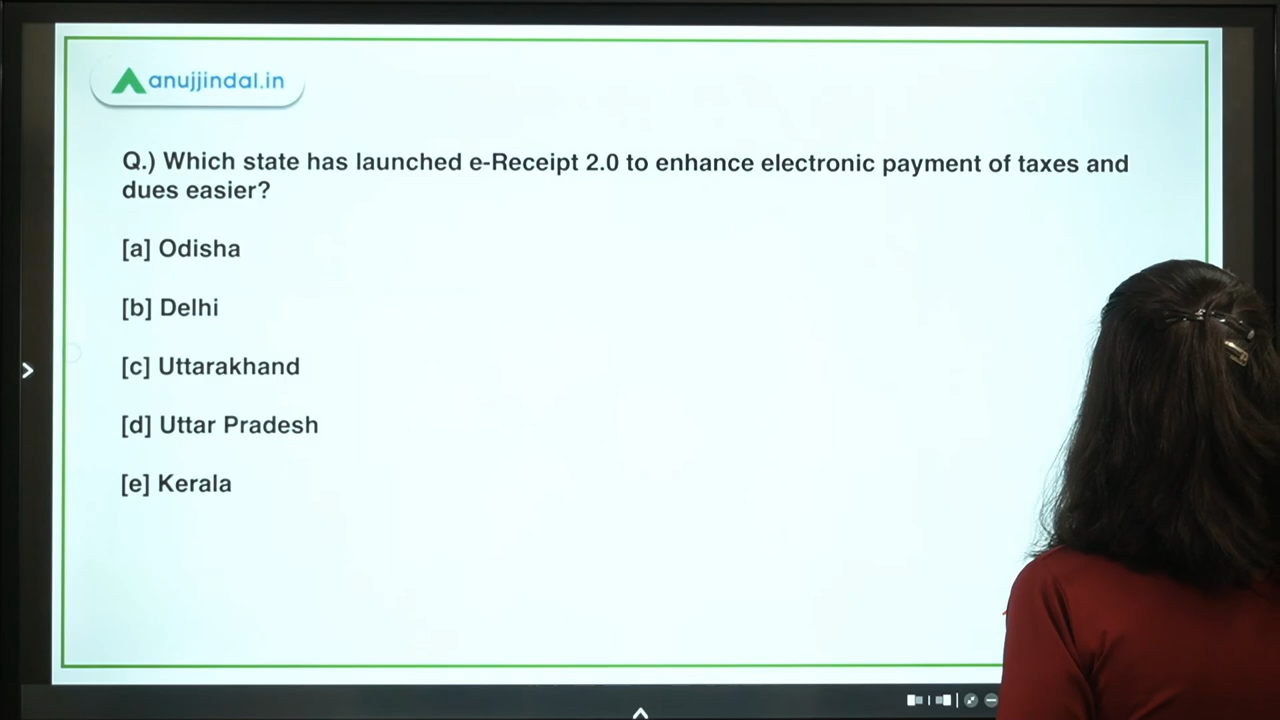 anujjindal.in
Q.) Which state has launched e-Receipt 2.0 to enhance electronic payment of taxes and
dues easier?
[a] Odisha
[b] Delhi
[c] Uttarakhand
[d] Uttar Pradesh
[e] Kerala